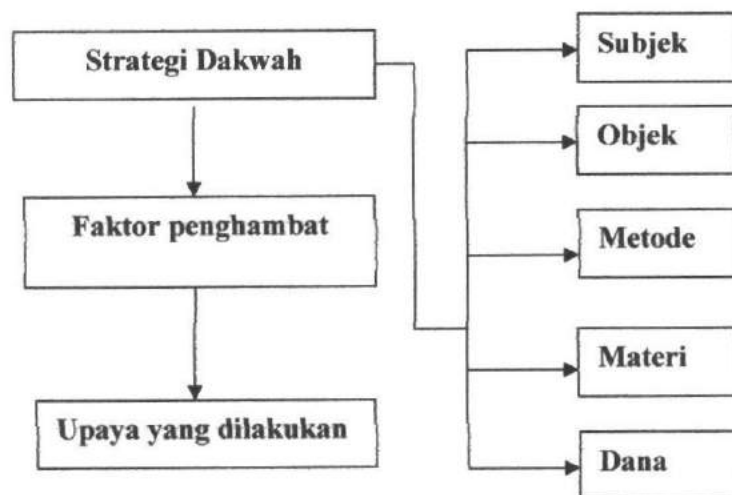 Strategi Dakwah
Faktor penghambat
Upaya yang dilakukan
Subjek
Objek
Metode
Materi
Dana